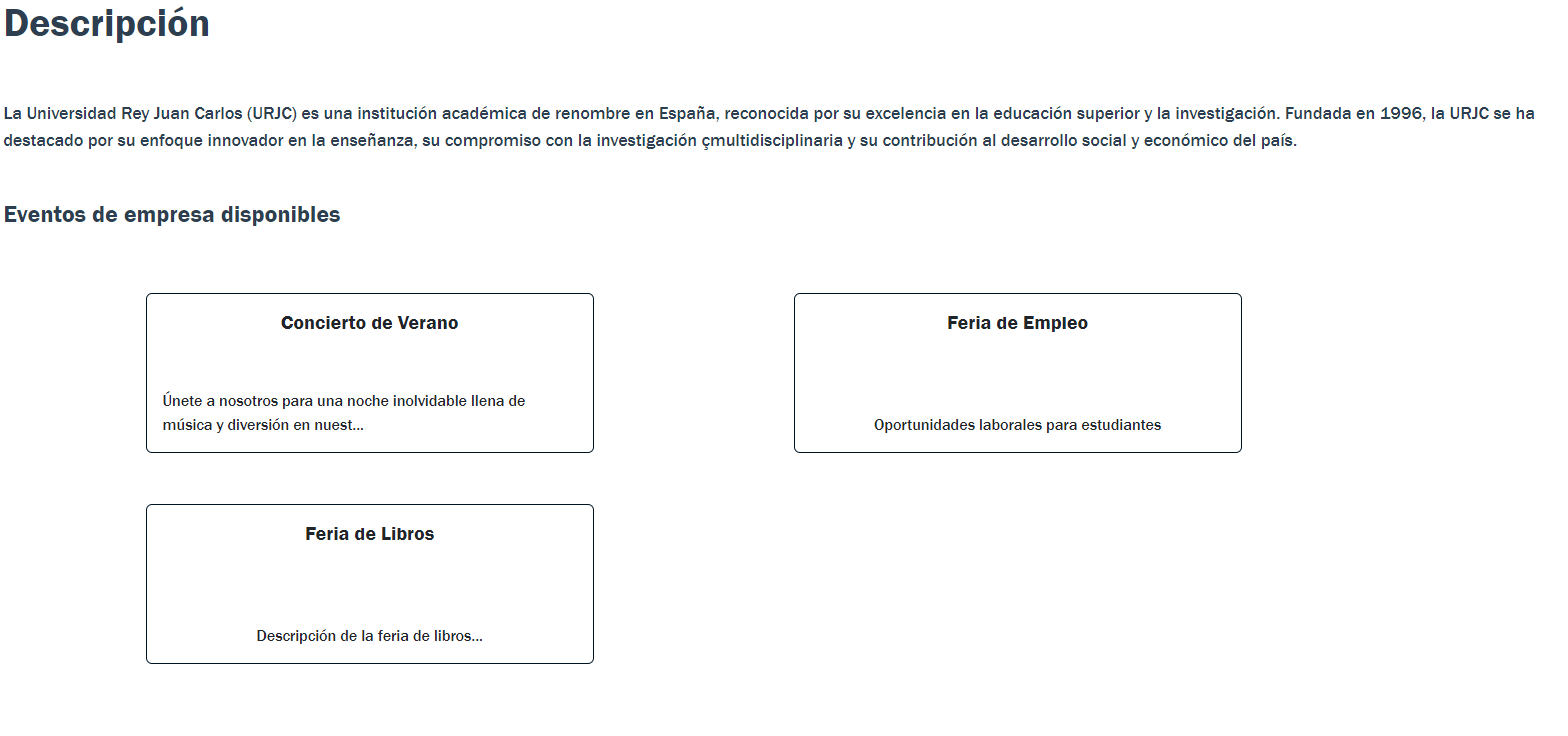 Descripción
La Universidad Rey Juan Carlos (URJC) es una institución académica de renombre en España, reconocida por su excelencia en la educación superior y la investigación. Fundada en 1996, la URJC se ha
destacado por su enfoque innovador en la enseñanza, su compromiso con la investigación çmultidisciplinaria y su contribución al desarrollo social y económico del país.
Eventos de empresa disponibles
Concierto de Verano
Únete a nosotros para una noche inolvidable llena de
música y diversión en nuest...
Feria de Empleo
Oportunidades laborales para estudiantes
Feria de Libros
Descripción de la feria de libros...